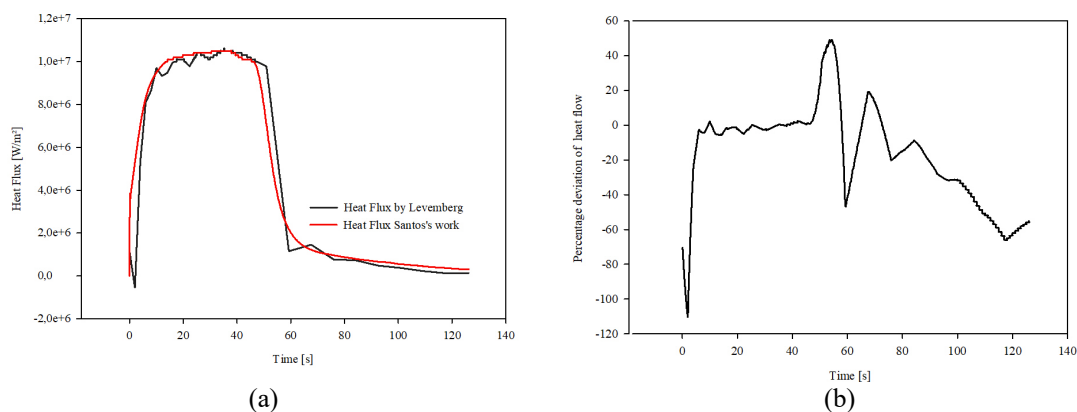 1,2e+7
1,0e+7
8,0e+6
6,0e+6
4,0e+6
2,0e+6
0,0
-2,0e+6
Heat Flux [W/m²]
Heat Flux by Levemberg
Heat Flux Santos's work
0 20 40 60 80 100 120 140
Time [s]
(a)
60
40
20
0
-20
-40
-60
-80
-100
-120
Percentage deviation of heat flow
0 20 40 60 80 100 120 140
Time [s]
(b)